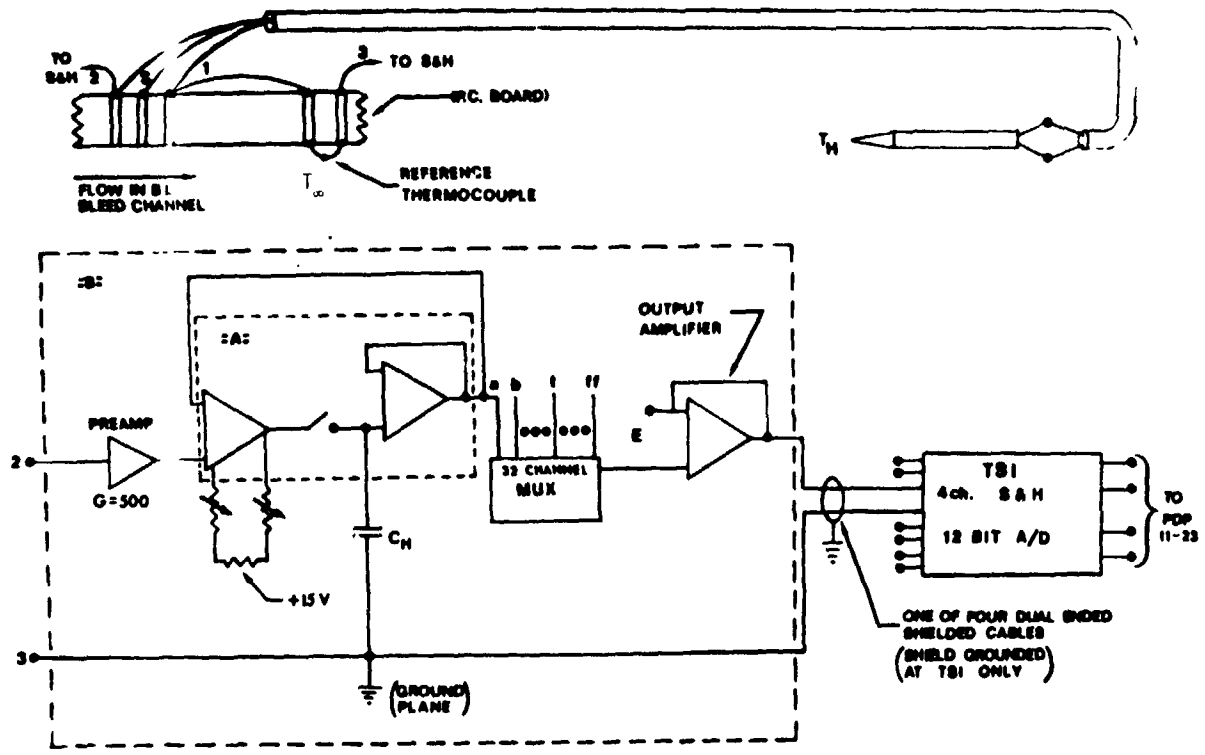 TO
S&H 2
2
1
3
TO S&H
(P.C. BOARD)
T∞
REFERENCE
THERMOCOUPLE
FLOW IN B L
BLEED CHANNEL
TH
:B:
:A:
OUTPUT
AMPLIFIER
PREAMP
G=500
2
a b f ff
32 CHANNEL
MUX
E
CH
+15 V
3
(GROUND
PLANE)
TSI
4ch. S & H
12 BIT A/D
TO
PDP
11-23
ONE OF FOUR DUAL ENDED
SHIELDED CABLES
(SHIELD GROUNDED
AT TSI ONLY)